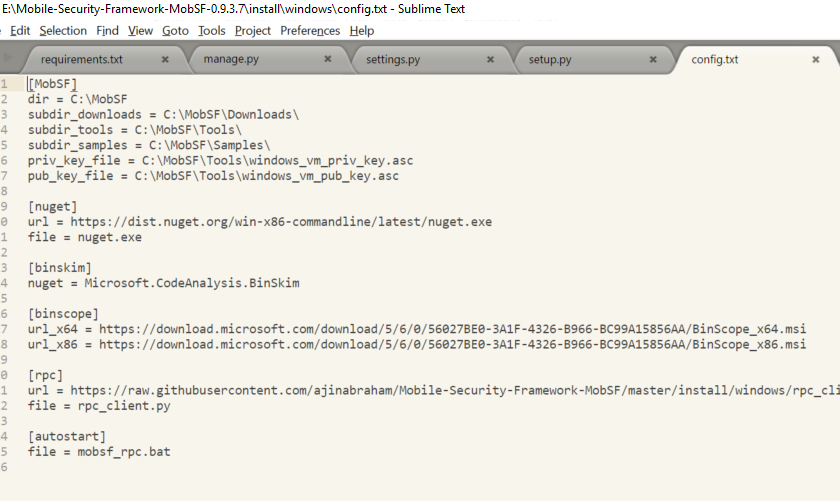 E:\Mobile-Security-Framework-MobSF-0.9.3.7\install\windows\config.txt - Sublime Text
Edit Selection Find View Goto Tools Project Preferences Help
requirements.txt × manage.py × settings.py × setup.py × config.txt ×
1 [MobSF]
2 dir = C:\MobSF
3 subdir_downloads = C:\MobSF\Downloads\
4 subdir_tools = C:\MobSF\Tools\
5 subdir_samples = C:\MobSF\Samples\
6 priv_key_file = C:\MobSF\Tools\windows_vm_priv_key.asc
7 pub_key_file = C:\MobSF\Tools\windows_vm_pub_key.asc
8
9 [nuget]
0 url = https://dist.nuget.org/win-x86-commandline/latest/nuget.exe
1 file = nuget.exe
2
3 [binskim]
4 nuget = Microsoft.CodeAnalysis.BinSkim
5
6 [binscope]
7 url_x64 = https://download.microsoft.com/download/5/6/0/56027BE0-3A1F-4326-B966-BC99A15856AA/BinScope_x64.msi
8 url_x86 = https://download.microsoft.com/download/5/6/0/56027BE0-3A1F-4326-B966-BC99A15856AA/BinScope_x86.msi
9
0 [rpc]
1 url = https://raw.githubusercontent.com/ajinabraham/Mobile-Security-Framework-MobSF/master/install/windows/rpc_cli
2 file = rpc_client.py
3
4 [autostart]
5 file = mobsf_rpc.bat
6